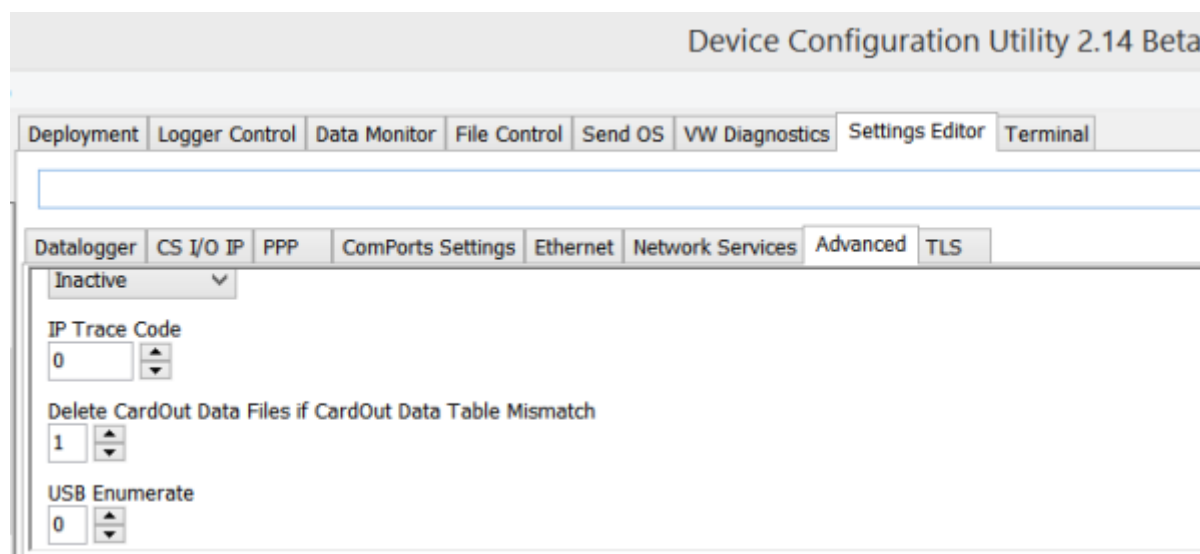 Device Configuration Utility 2.14 Beta
Deployment Logger Control Data Monitor File Control Send OS VW Diagnostics Settings Editor Terminal
Datalogger CS I/O IP PPP ComPorts Settings Ethernet Network Services Advanced TLS
Inactive
IP Trace Code
0
Delete CardOut Data Files if CardOut Data Table Mismatch
1
USB Enumerate
0